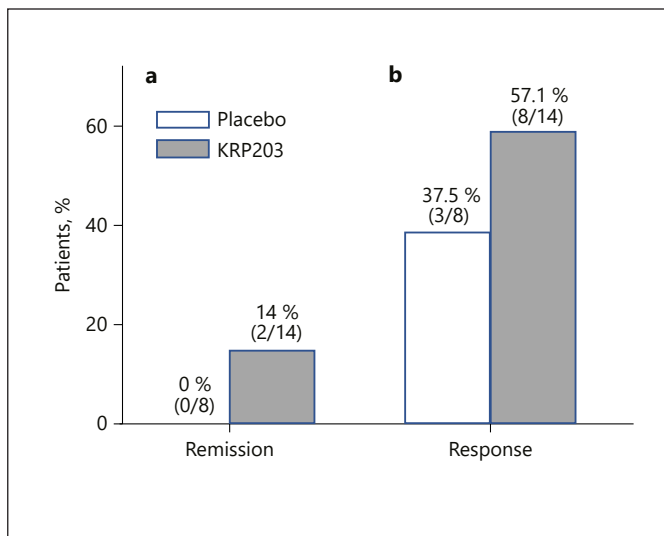 a
b
Placebo
KRP203
57.1 %
(8/14)
37.5 %
(3/8)
14 %
(2/14)
0 %
(0/8)
Patients, %
60
40
20
0
Remission
Response